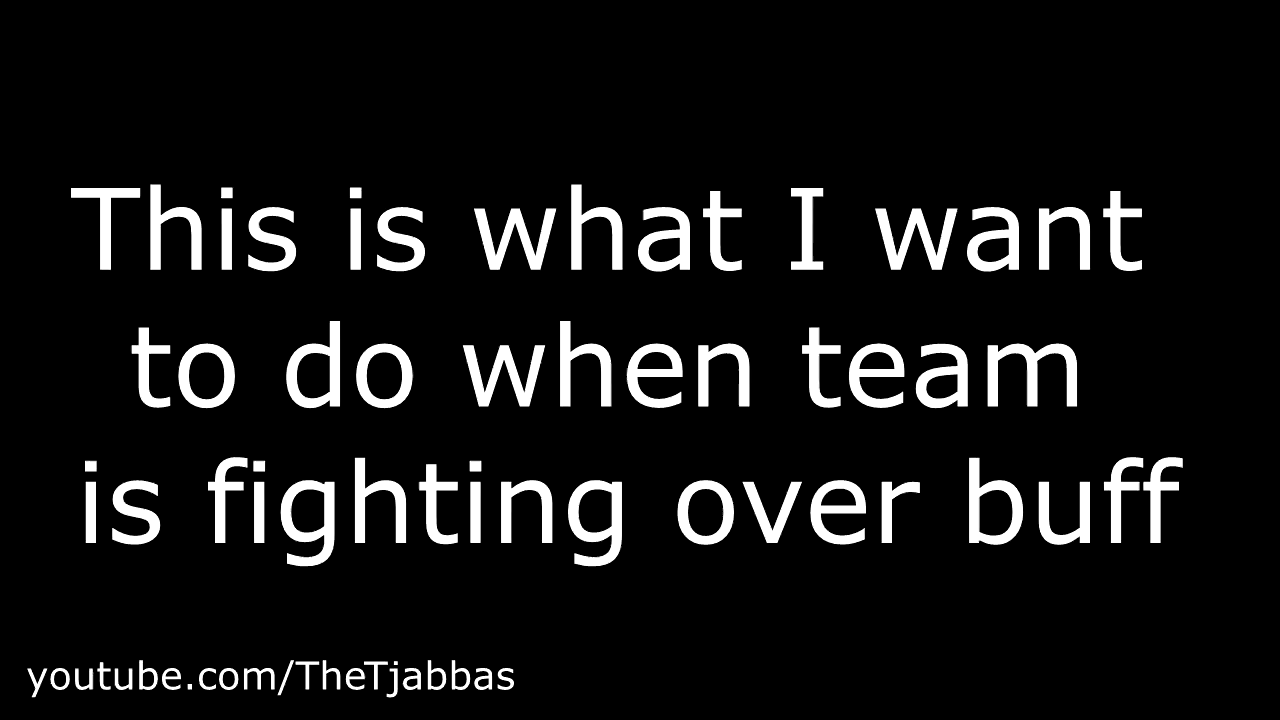 This is what I want
to do when team
is fighting over buff
youtube.com/TheTjabbas